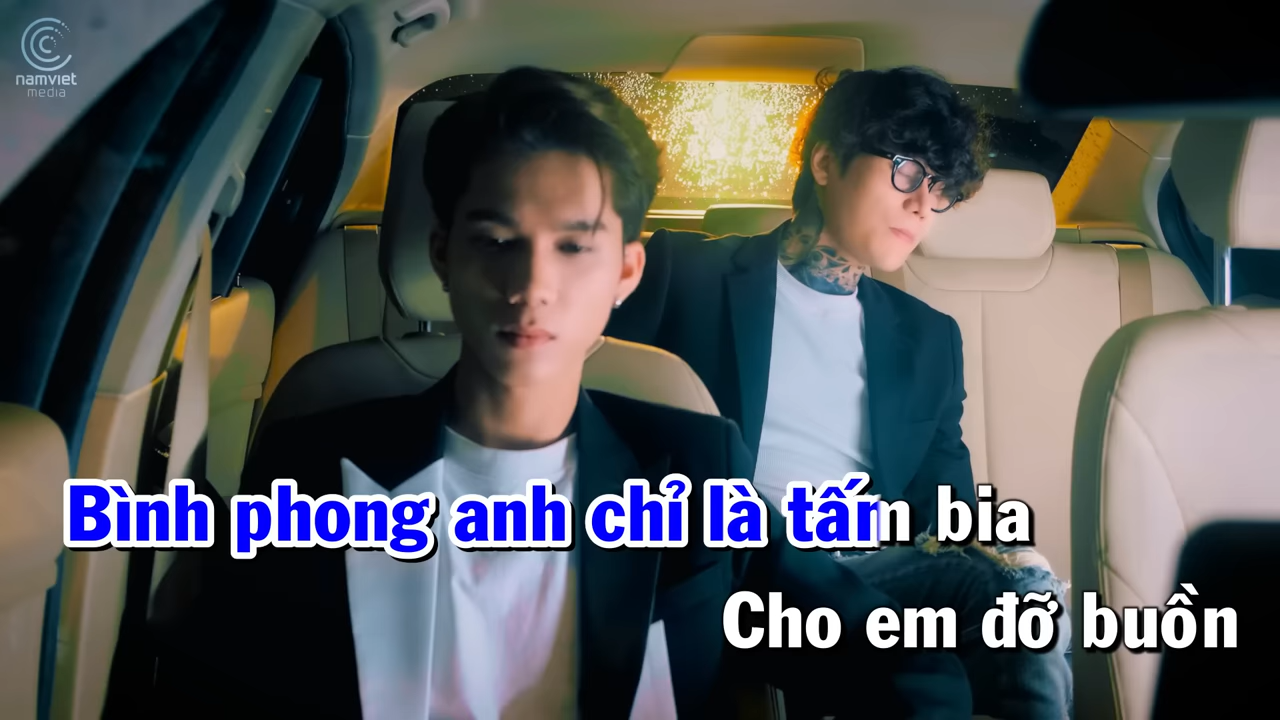 namviet
media
Bình phong anh chỉ là tấm bia
Cho em đỡ buồn